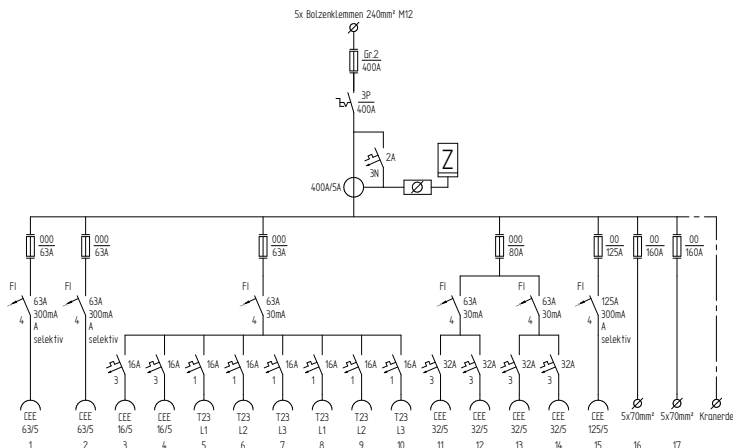 5x Bolzenklemmen 240mm² M12
Gr.2
400A
3P
400A
2A
3N
Z
400A/5A
000
63A
000
63A
000
63A
000
80A
00
125A
00
160A
00
160A
FI
63A
300mA
4
A
selektiv
FI
63A
300mA
4
A
selektiv
FI
63A
30mA
4
FI
63A
30mA
4
FI
63A
30mA
4
FI
125A
300mA
4
A
selektiv
16A
3
16A
3
16A
1
16A
1
16A
1
16A
1
16A
1
16A
1
32A
3
32A
3
32A
3
32A
3
CEE CEE CEE CEE T23 T23 T23 T23 T23 T23 CEE CEE CEE CEE CEE 5x70mm² 5x70mm² Kranerde
63/5 63/5 16/5 16/5 L1 L2 L3 L1 L2 L3 32/5 32/5 32/5 32/5 125/5
1 2 3 4 5 6 7 8 9 10 11 12 13 14 15 16 17